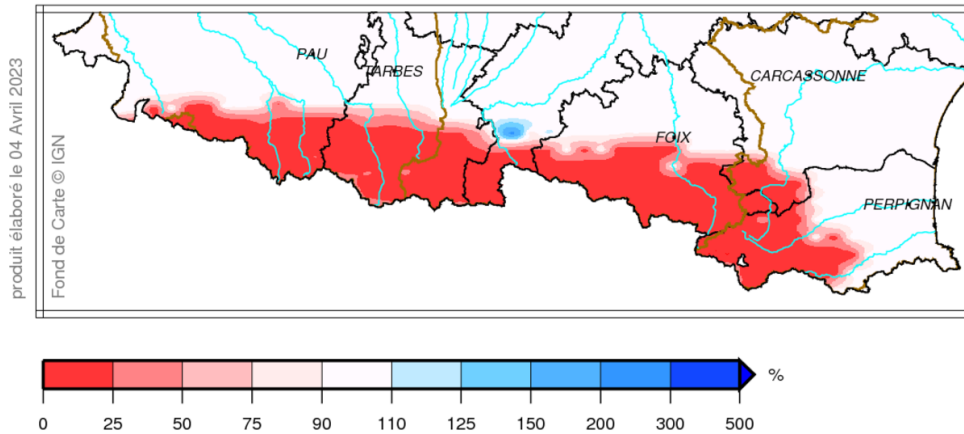 produit élaboré le 04 Avril 2023
Fond de Carte © IGN
PAU
TARBES
CARCASSONNE
FOIX
PERPIGNAN
%
0 25 50 75 90 110 125 150 200 300 500